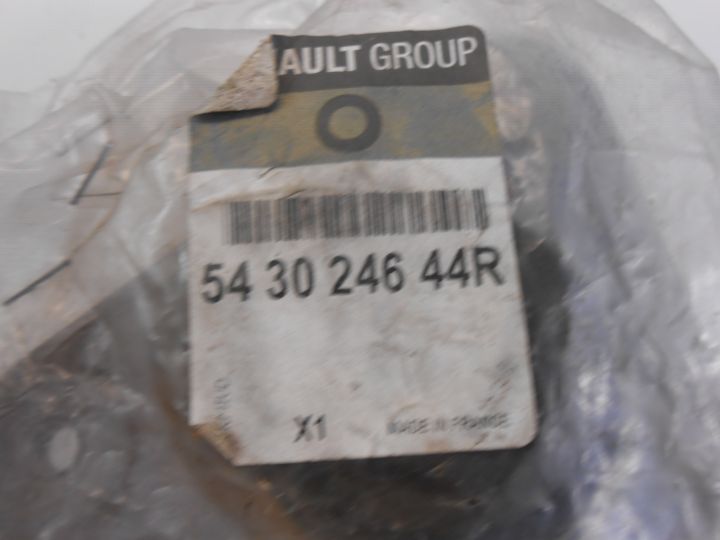 AULT GROUP
54 30 246 44R
X1
MADE IN FRANCE